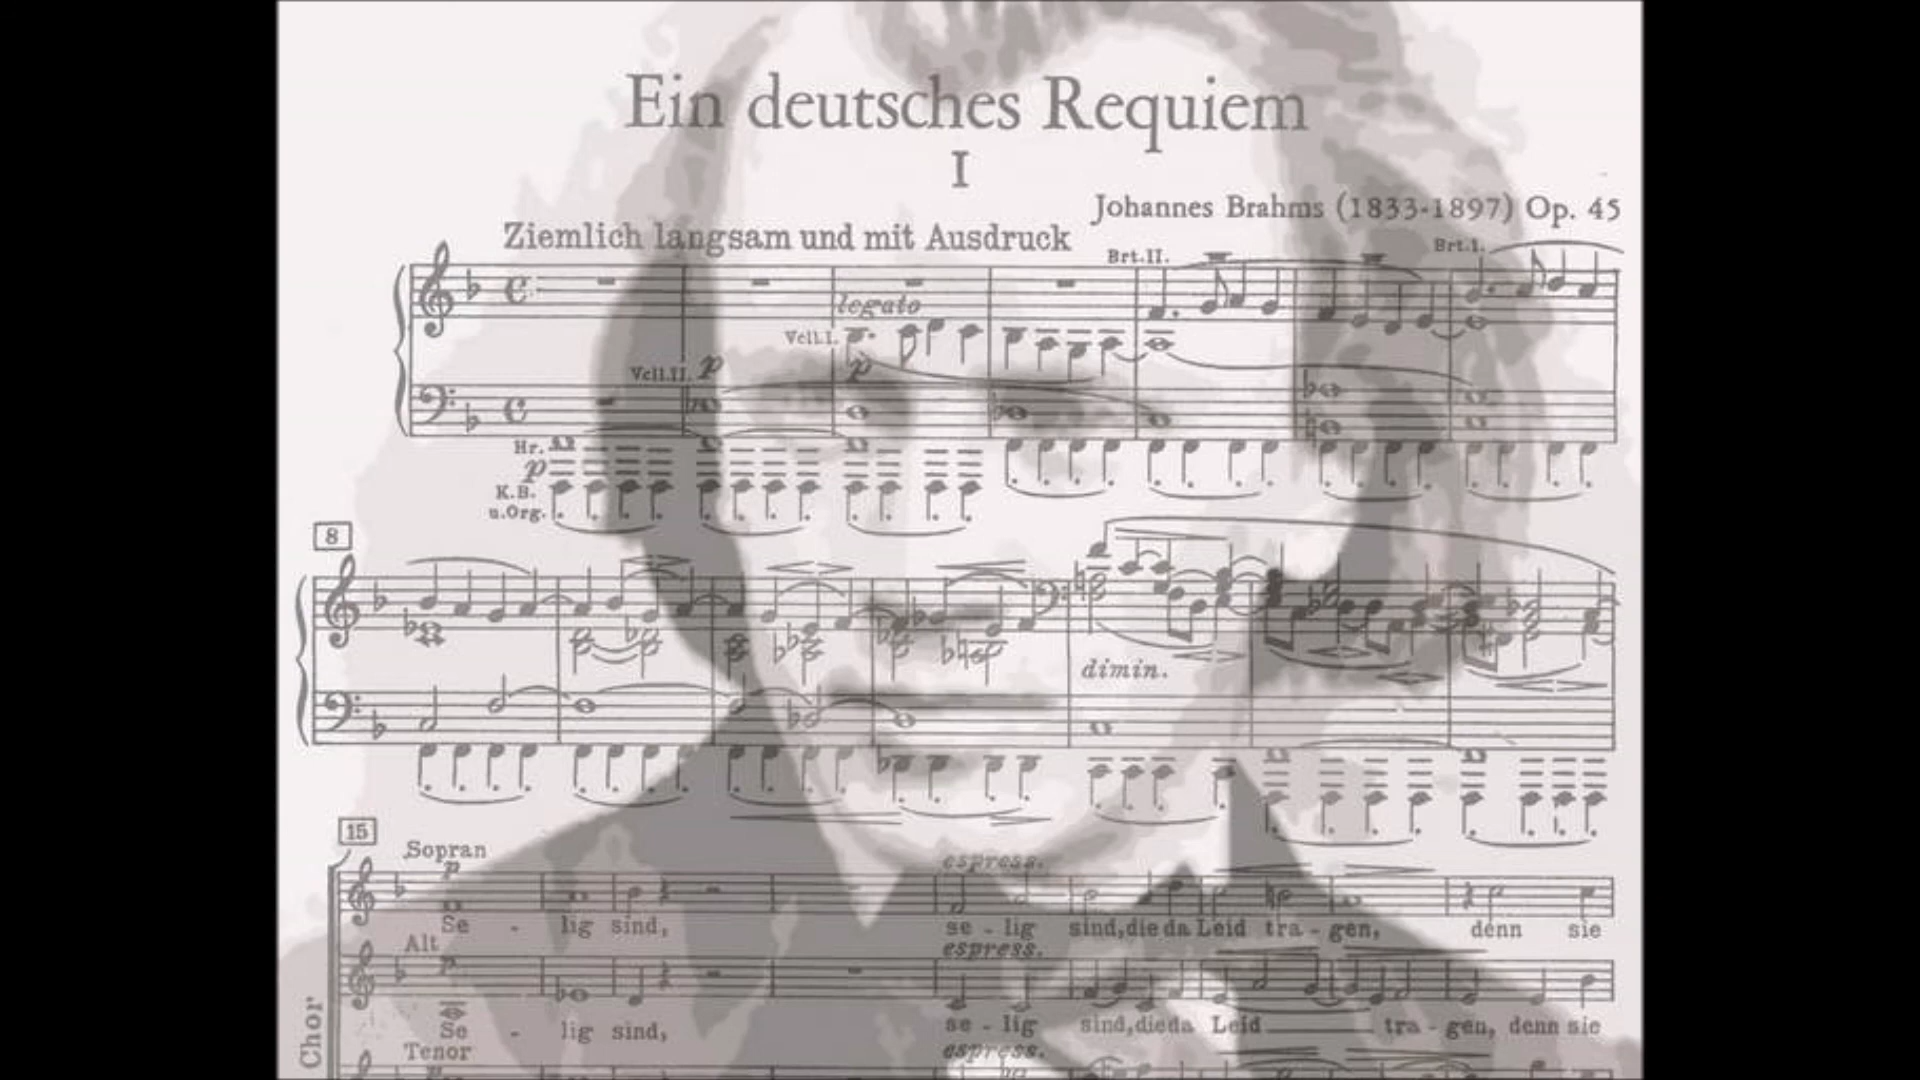 Ein deutsches Requiem
I
Johannes Brahms (1833-1897) Op. 45
Ziemlich langsam und mit Ausdruck
Brt.II.
Brt.I.
legato
Vcll.I.
Vcll.II. p
p
Hr.
p
K.B.
u.Org.
8
dimin.
15
Sopran
p
espress.
Se - lig sind, se - lig sind, die da Leid tra - gen, denn sie
Alt
p
espress.
Se - lig sind, se - lig sind, die da Leid tra - gen, denn sie
Tenor
espress.
Chor